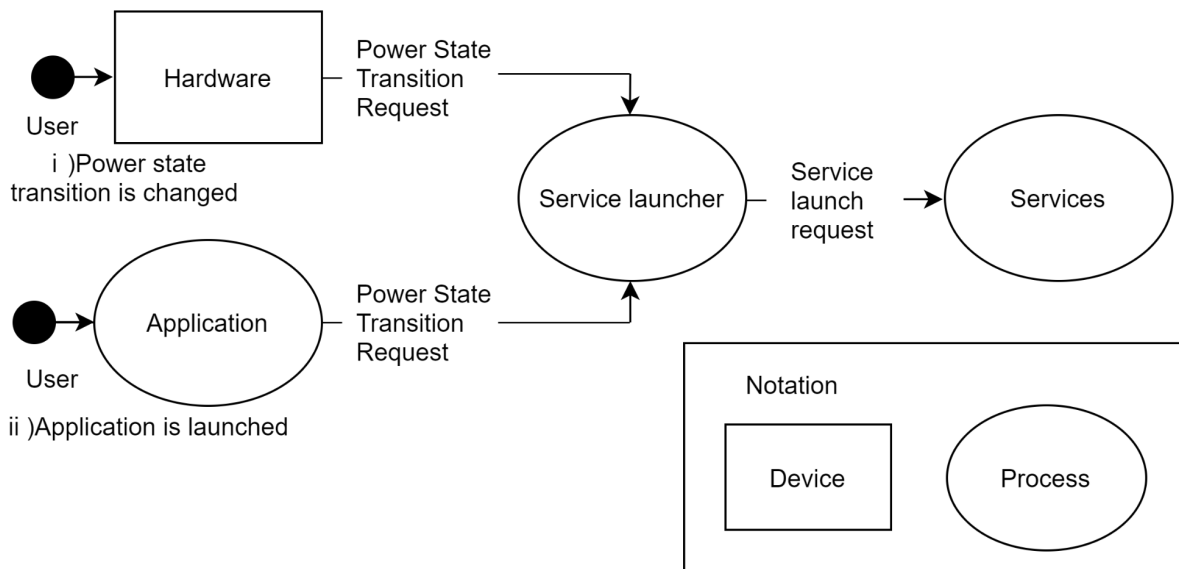 Hardware
Power State
Transition
Request
User
i )Power state
transition is changed
Service launcher
Service
launch
request
Services
Application
Power State
Transition
Request
User
ii )Application is launched
Notation
Device
Process